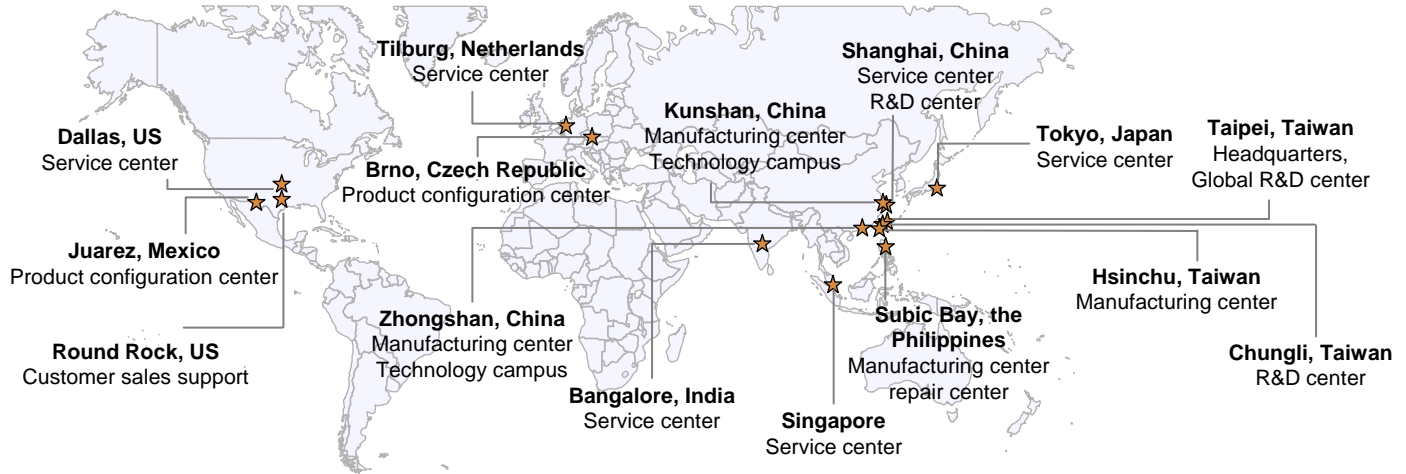 Tilburg, Netherlands
Service center
Shanghai, China
Service center
R&D center
Kunshan, China
Manufacturing center
Technology campus
Dallas, US
Service center
Tokyo, Japan
Service center
Taipei, Taiwan
Headquarters,
Global R&D center
Brno, Czech Republic
Product configuration center
Juarez, Mexico
Product configuration center
Hsinchu, Taiwan
Manufacturing center
Zhongshan, China
Manufacturing center
Technology campus
Subic Bay, the
Philippines
Manufacturing center
repair center
Round Rock, US
Customer sales support
Chungli, Taiwan
R&D center
Bangalore, India
Service center
Singapore
Service center